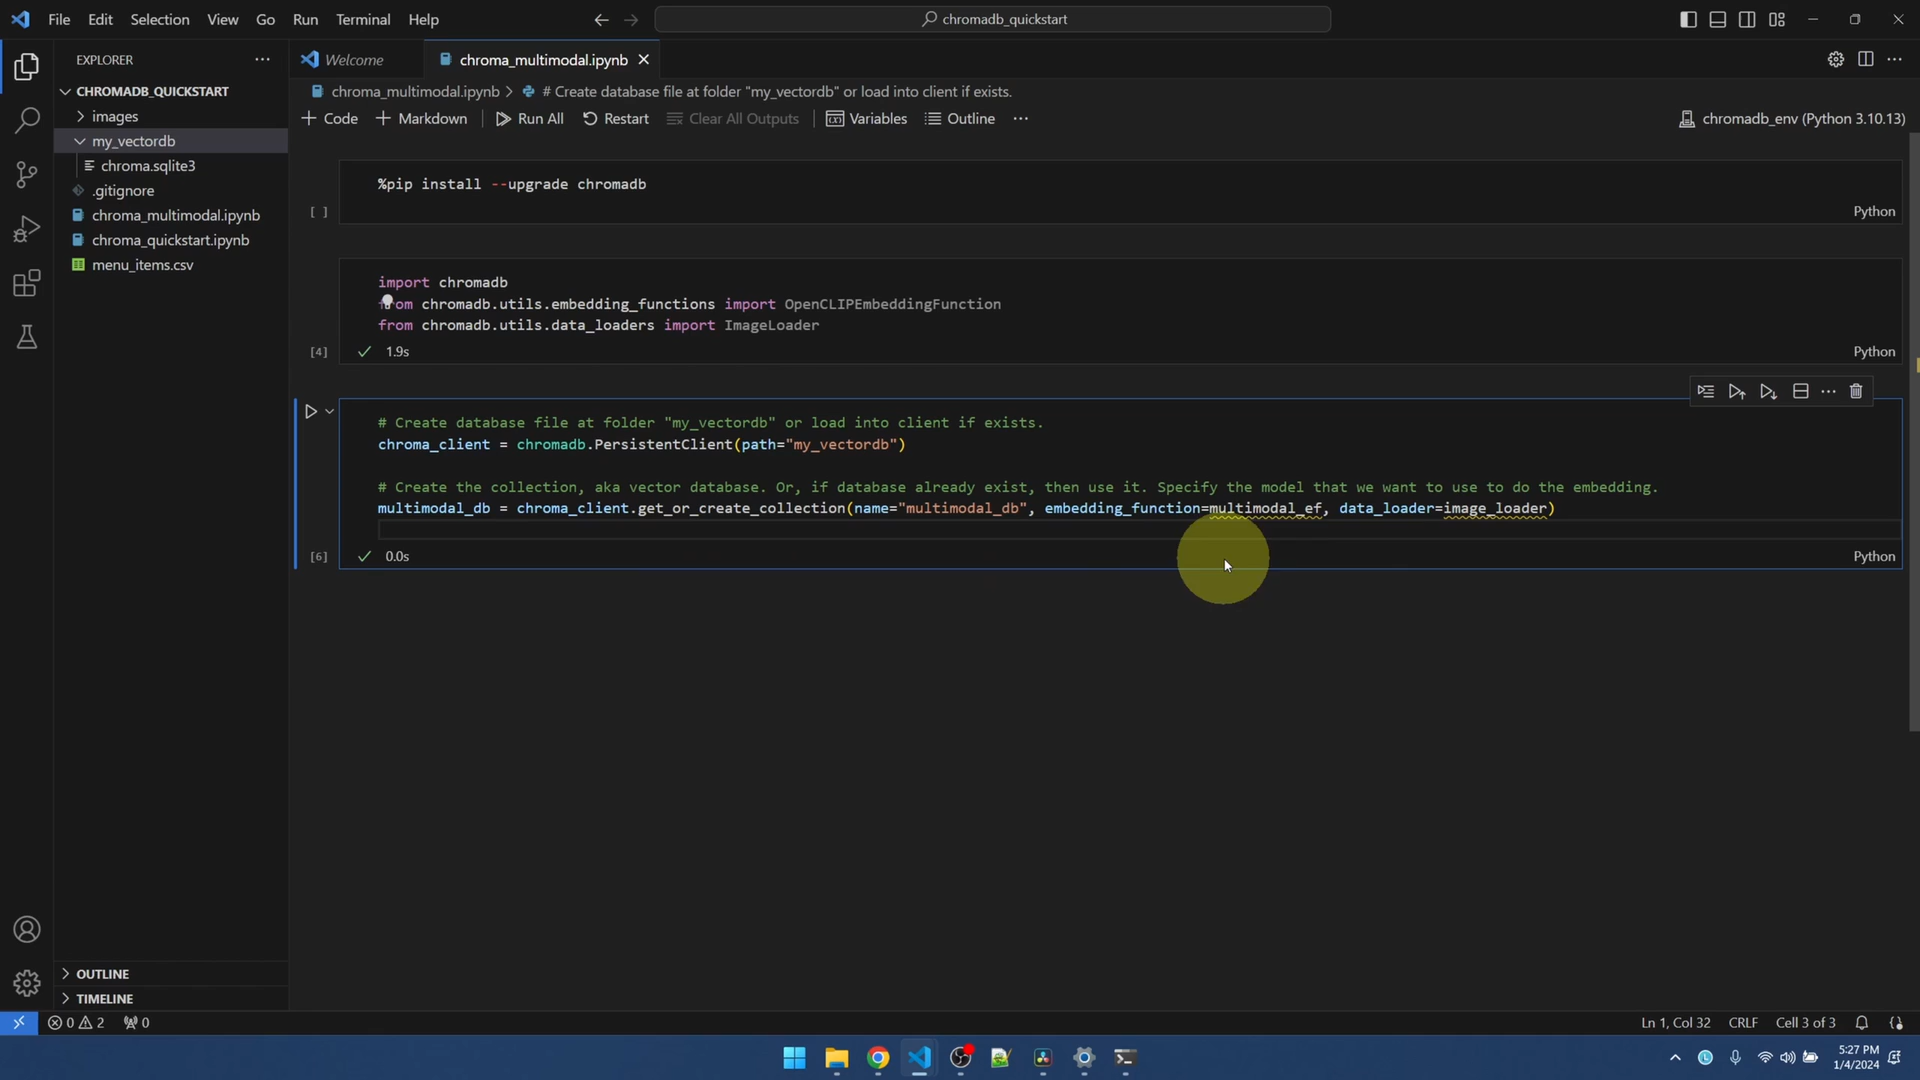 File Edit Selection View Go Run Terminal Help
chromadb_quickstart
EXPLORER
CHROMADB_QUICKSTART
images
my_vectordb
chroma.sqlite3
.gitignore
chroma_multimodal.ipynb
chroma_quickstart.ipynb
menu_items.csv
OUTLINE
TIMELINE
Welcome
chroma_multimodal.ipynb
chroma_multimodal.ipynb > # Create database file at folder "my_vectordb" or load into client if exists.
+ Code + Markdown Run All Restart Clear All Outputs Variables Outline
chromadb_env (Python 3.10.13)
%pip install --upgrade chromadb
[ ]
Python
import chromadb
from chromadb.utils.embedding_functions import OpenCLIPEmbeddingFunction
from chromadb.utils.data_loaders import ImageLoader
[4] 1.9s
Python
# Create database file at folder "my_vectordb" or load into client if exists.
chroma_client = chromadb.PersistentClient(path="my_vectordb")
# Create the collection, aka vector database. Or, if database already exist, then use it. Specify the model that we want to use to do the embedding.
multimodal_db = chroma_client.get_or_create_collection(name="multimodal_db", embedding_function=multimodal_ef, data_loader=image_loader)
[6] 0.0s
Python
0 2 0
Ln 1, Col 32 CRLF Cell 3 of 3
5:27 PM
1/4/2024